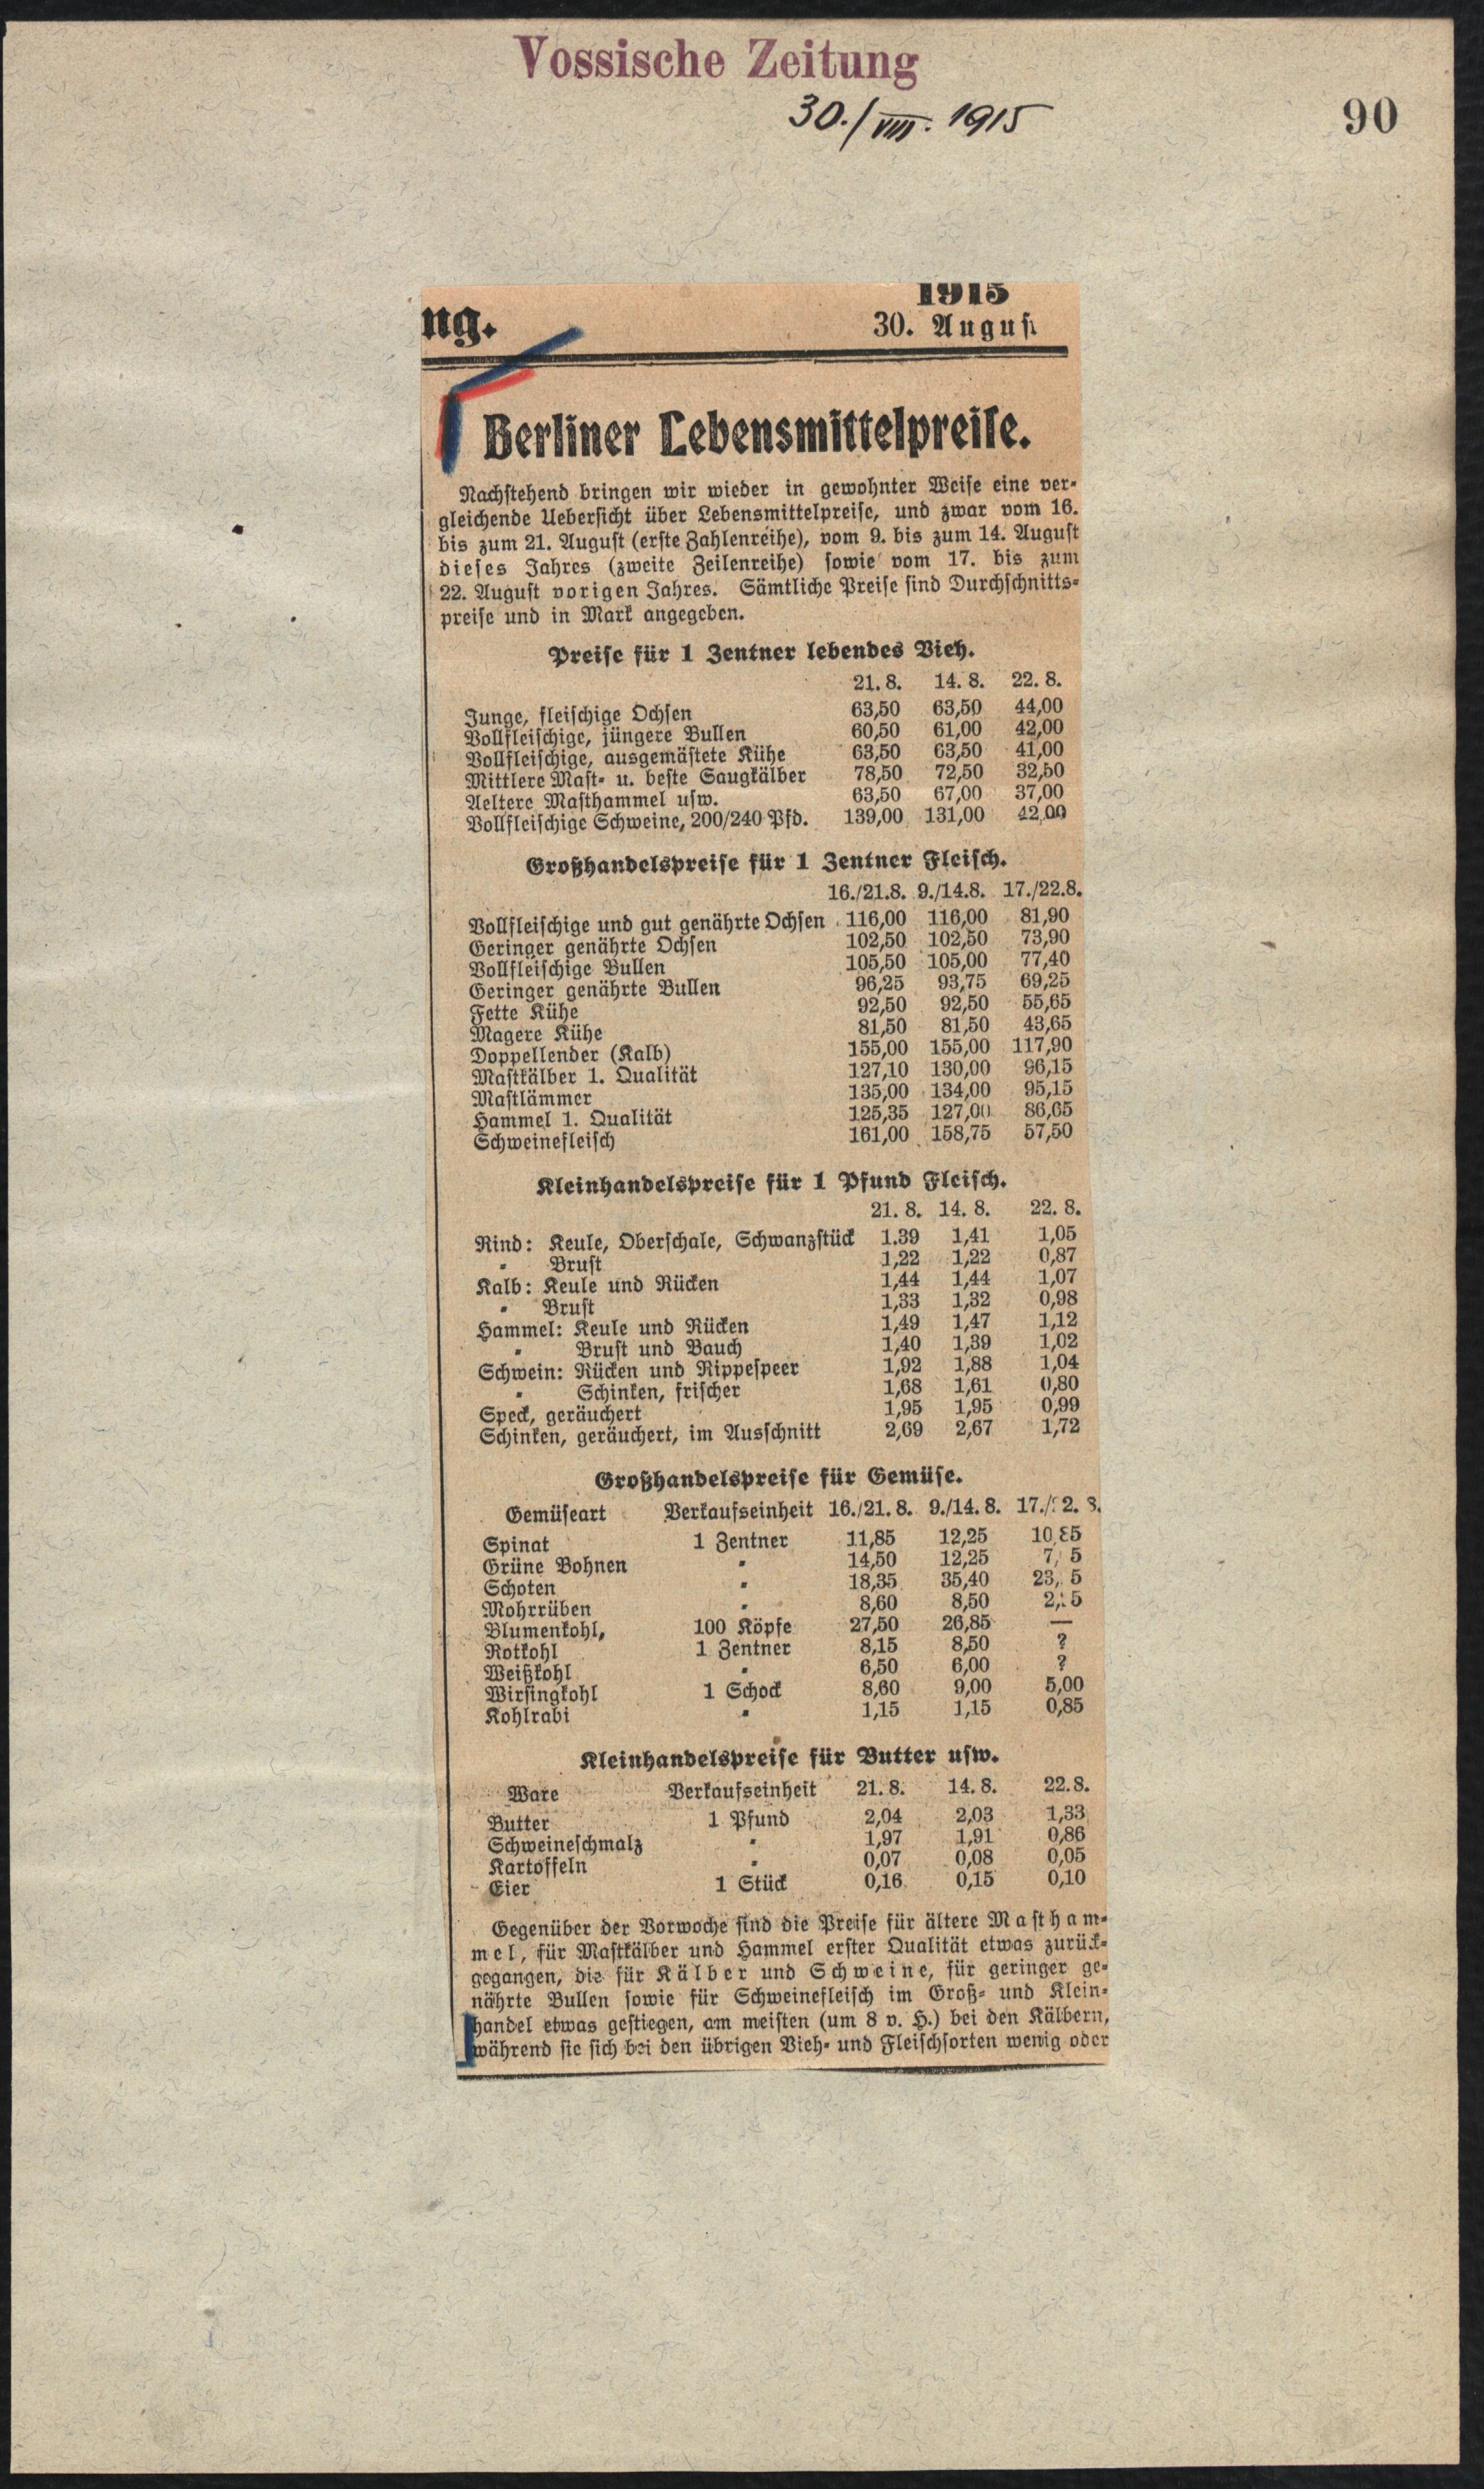 Vossische Zeitung
30./VIII. 1915
90
1915
ng.
30. August
Berliner Lebensmittelpreise.
Nachstehend bringen wir wieder in gewohnter Weise eine ver-
gleichende Uebersicht über Lebensmittelpreise, und zwar vom 16.
bis zum 21. August (erste Zahlenreihe), vom 9. bis zum 14. August
dieses Jahres (zweite Zeilenreihe) sowie vom 17. bis zum
22. August vorigen Jahres. Sämtliche Preise sind Durchschnitts-
preise und in Mark angegeben.
Preise für 1 Zentner lebendes Vieh.
21. 8. 14. 8. 22. 8.
Junge, fleischige Ochsen 63,50 63,50 44,00
Vollfleischige, jüngere Bullen 60,50 61,00 42,00
Vollfleischige, ausgemästete Kühe 63,50 63,50 41,00
Mittlere Mast- u. beste Saugkälber 78,50 72,50 32,50
Aeltere Masthammel usw. 63,50 67,00 37,00
Vollfleischige Schweine, 200/240 Pfd. 139,00 131,00 42,00
Großhandelspreise für 1 Zentner Fleisch.
16./21.8. 9./14.8. 17./22.8.
Vollfleischige und gut genährte Ochsen 116,00 116,00 81,90
Geringer genährte Ochsen 102,50 102,50 73,90
Vollfleischige Bullen 105,50 105,00 77,40
Geringer genährte Bullen 96,25 93,75 69,25
Fette Kühe 92,50 92,50 55,65
Magere Kühe 81,50 81,50 43,65
Doppellender (Kalb) 155,00 155,00 117,90
Mastkälber 1. Qualität 127,10 130,00 96,15
Mastlämmer 135,00 134,00 95,15
Hammel 1. Qualität 125,35 127,00 86,65
Schweinefleisch 161,00 158,75 57,50
Kleinhandelspreise für 1 Pfund Fleisch.
21. 8. 14. 8. 22. 8.
Rind: Keule, Oberschale, Schwanzstück 1.39 1,41 1,05
" Brust 1,22 1,22 0,87
Kalb: Keule und Rücken 1,44 1,44 1,07
" Brust 1,33 1,32 0,98
Hammel: Keule und Rücken 1,49 1,47 1,12
" Brust und Bauch 1,40 1,39 1,02
Schwein: Rücken und Rippespeer 1,92 1,88 1,04
" Schinken, frischer 1,68 1,61 0,80
Speck, geräuchert 1,95 1,95 0,99
Schinken, geräuchert, im Ausschnitt 2,69 2,67 1,72
Großhandelspreise für Gemüse.
Gemüseart Verkaufseinheit 16./21. 8. 9./14. 8. 17./22. 8.
Spinat 1 Zentner 11,85 12,25
Grüne Bohnen " 14,50 12,25
Schoten " 18,35 35,40
Mohrrüben " 8,60 8,50
Blumenkohl, 100 Köpfe 27,50 26,85 —
Rotkohl 1 Zentner 8,15 8,50 ?
Weißkohl " 6,50 6,00 ?
Wirsingkohl 1 Schock 8,60 9,00 5,00
Kohlrabi " 1,15 1,15 0,85
Kleinhandelspreise für Butter usw.
Ware Verkaufseinheit 21. 8. 14. 8. 22. 8.
Butter 1 Pfund 2,04 2,03 1,33
Schweineschmalz " 1,97 1,91 0,86
Kartoffeln " 0,07 0,08 0,05
Eier 1 Stück 0,16 0,15 0,10
Gegenüber der Vorwoche sind die Preise für ältere Mastham-
mel, für Mastkälber und Hammel erster Qualität etwas zurück-
gegangen, die für Kälber und Schweine, für geringer ge-
nährte Bullen sowie für Schweinefleisch im Groß- und Klein-
handel etwas gestiegen, am meisten (um 8 v. H.) bei den Kälbern,
während sie sich bei den übrigen Vieh- und Fleischsorten wenig oder